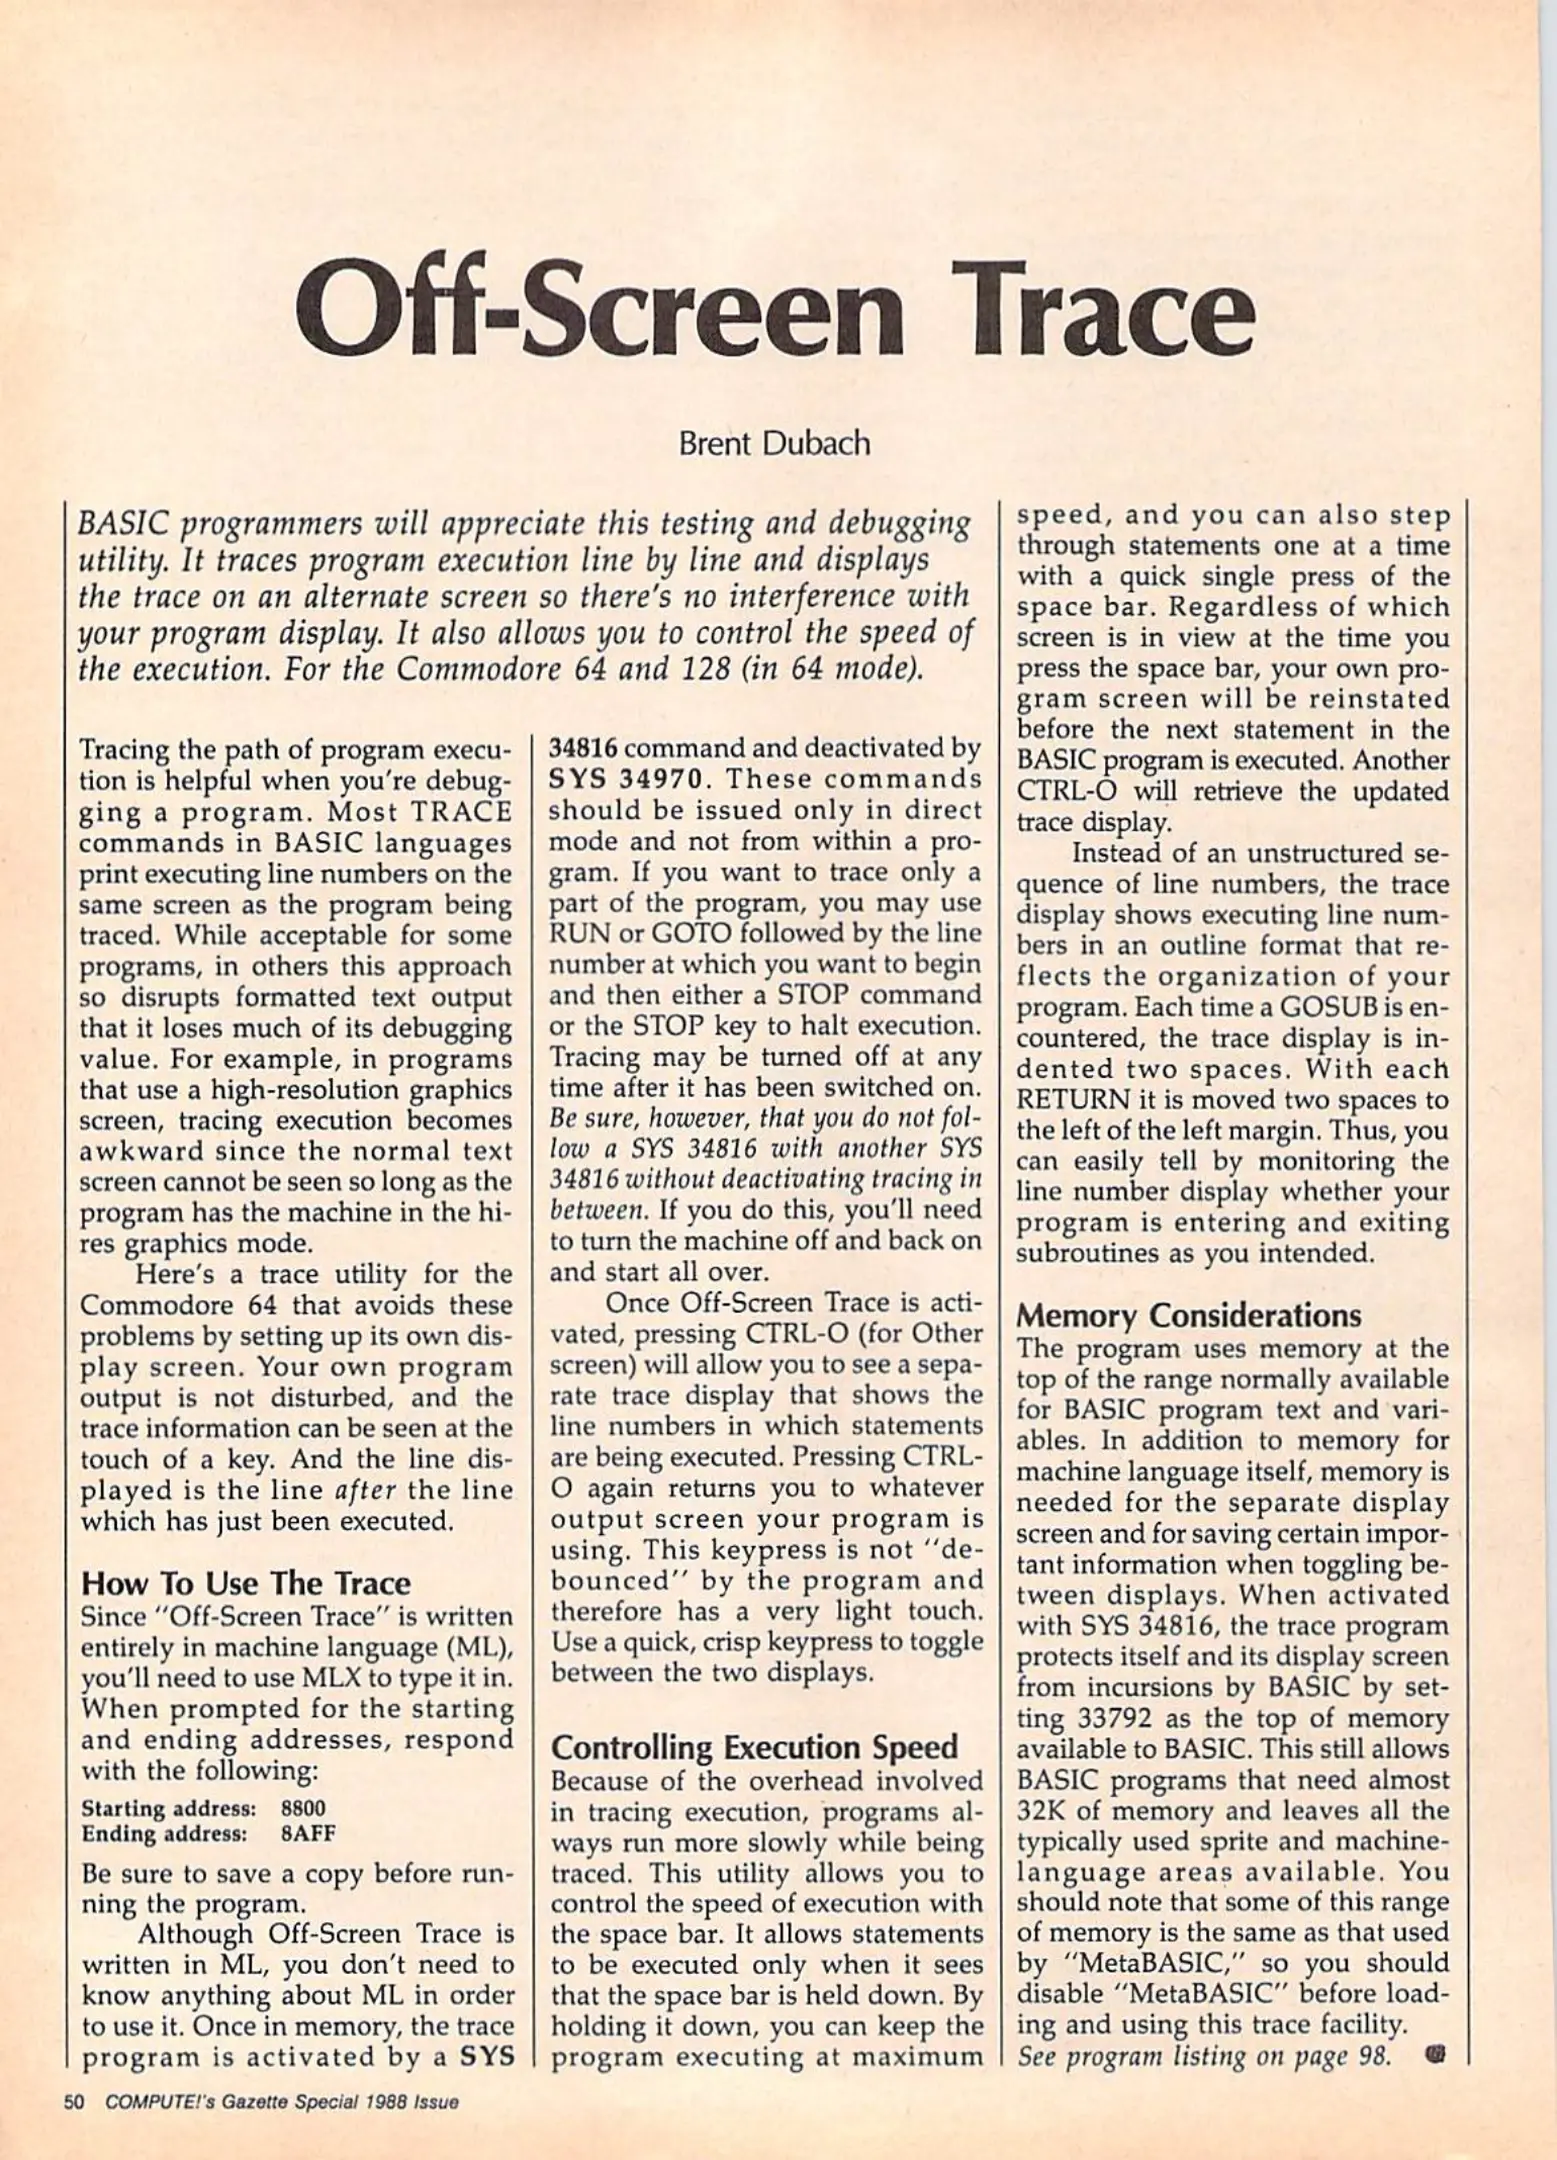 Off-Screen Trace
Brent Dubach
BASIC programmers will appreciate this testing and debugging
utility. It traces program execution line by line and displays
the trace on an alternate screen so there's no interference with
your program display. It also allows you to control the speed of
the execution. For the Commodore 64 and 128 (in 64 mode).
Tracing the path of program execu-
tion is helpful when you're debug-
ging a program. Most TRACE
commands in BASIC languages
print executing line numbers on the
same screen as the program being
traced. While acceptable for some
programs, in others this approach
so disrupts formatted text output
that it loses much of its debugging
value. For example, in programs
that use a high-resolution graphics
screen, tracing execution becomes
awkward since the normal text
screen cannot be seen so long as the
program has the machine in the hi-
res graphics mode.
Here's a trace utility for the
Commodore 64 that avoids these
problems by setting up its own dis-
play screen. Your own program
output is not disturbed, and the
trace information can be seen at the
touch of a key. And the line dis-
played is the line after the line
which has just been executed.
How To Use The Trace
Since "Off-Screen Trace" is written
entirely in machine language (ML),
you'll need to use MLX to type it in.
When prompted for the starting
and ending addresses, respond
with the following:
Starting address: 8800
Ending address: 8AFF
Be sure to save a copy before run-
ning the program.
Although Off-Screen Trace is
written in ML, you don't need to
know anything about ML in order
to use it. Once in memory, the trace
program is activated by a SYS
34816 command and deactivated by
SYS 34970. These commands
should be issued only in direct
mode and not from within a pro-
gram. If you want to trace only a
part of the program, you may use
RUN or GOTO followed by the line
number at which you want to begin
and then either a STOP command
or the STOP key to halt execution.
Tracing may be turned off at any
time after it has been switched on.
Be sure, however, that you do not fol-
low a SYS 34816 with another SYS
34816 without deactivating tracing in
between. If you do this, you'll need
to turn the machine off and back on
and start all over.
Once Off-Screen Trace is acti-
vated, pressing CTRL-O (for Other
screen) will allow you to see a sepa-
rate trace display that shows the
line numbers in which statements
are being executed. Pressing CTRL-
O again returns you to whatever
output screen your program is
using. This keypress is not "de-
bounced" by the program and
therefore has a very light touch.
Use a quick, crisp keypress to toggle
between the two displays.
Controlling Execution Speed
Because of the overhead involved
in tracing execution, programs al-
ways run more slowly while being
traced. This utility allows you to
control the speed of execution with
the space bar. It allows statements
to be executed only when it sees
that the space bar is held down. By
holding it down, you can keep the
program executing at maximum
speed, and you can also step
through statements one at a time
with a quick single press of the
space bar. Regardless of which
screen is in view at the time you
press the space bar, your own pro-
gram screen will be reinstated
before the next statement in the
BASIC program is executed. Another
CTRL-O will retrieve the updated
trace display.
Instead of an unstructured se-
quence of line numbers, the trace
display shows executing line num-
bers in an outline format that re-
flects the organization of your
program. Each time a GOSUB is en-
countered, the trace display is in-
dented two spaces. With each
RETURN it is moved two spaces to
the left of the left margin. Thus, you
can easily tell by monitoring the
line number display whether your
program is entering and exiting
subroutines as you intended.
Memory Considerations
The program uses memory at the
top of the range normally available
for BASIC program text and vari-
ables. In addition to memory for
machine language itself, memory is
needed for the separate display
screen and for saving certain impor-
tant information when toggling be-
tween displays. When activated
with SYS 34816, the trace program
protects itself and its display screen
from incursions by BASIC by set-
ting 33792 as the top of memory
available to BASIC. This still allows
BASIC programs that need almost
32K of memory and leaves all the
typically used sprite and machine-
language areas available. You
should note that some of this range
of memory is the same as that used
by "MetaBASIC," so you should
disable "MetaBASIC" before load-
ing and using this trace facility.
See program listing on page 98.
50 COMPUTE!'s Gazette Special 1988 Issue